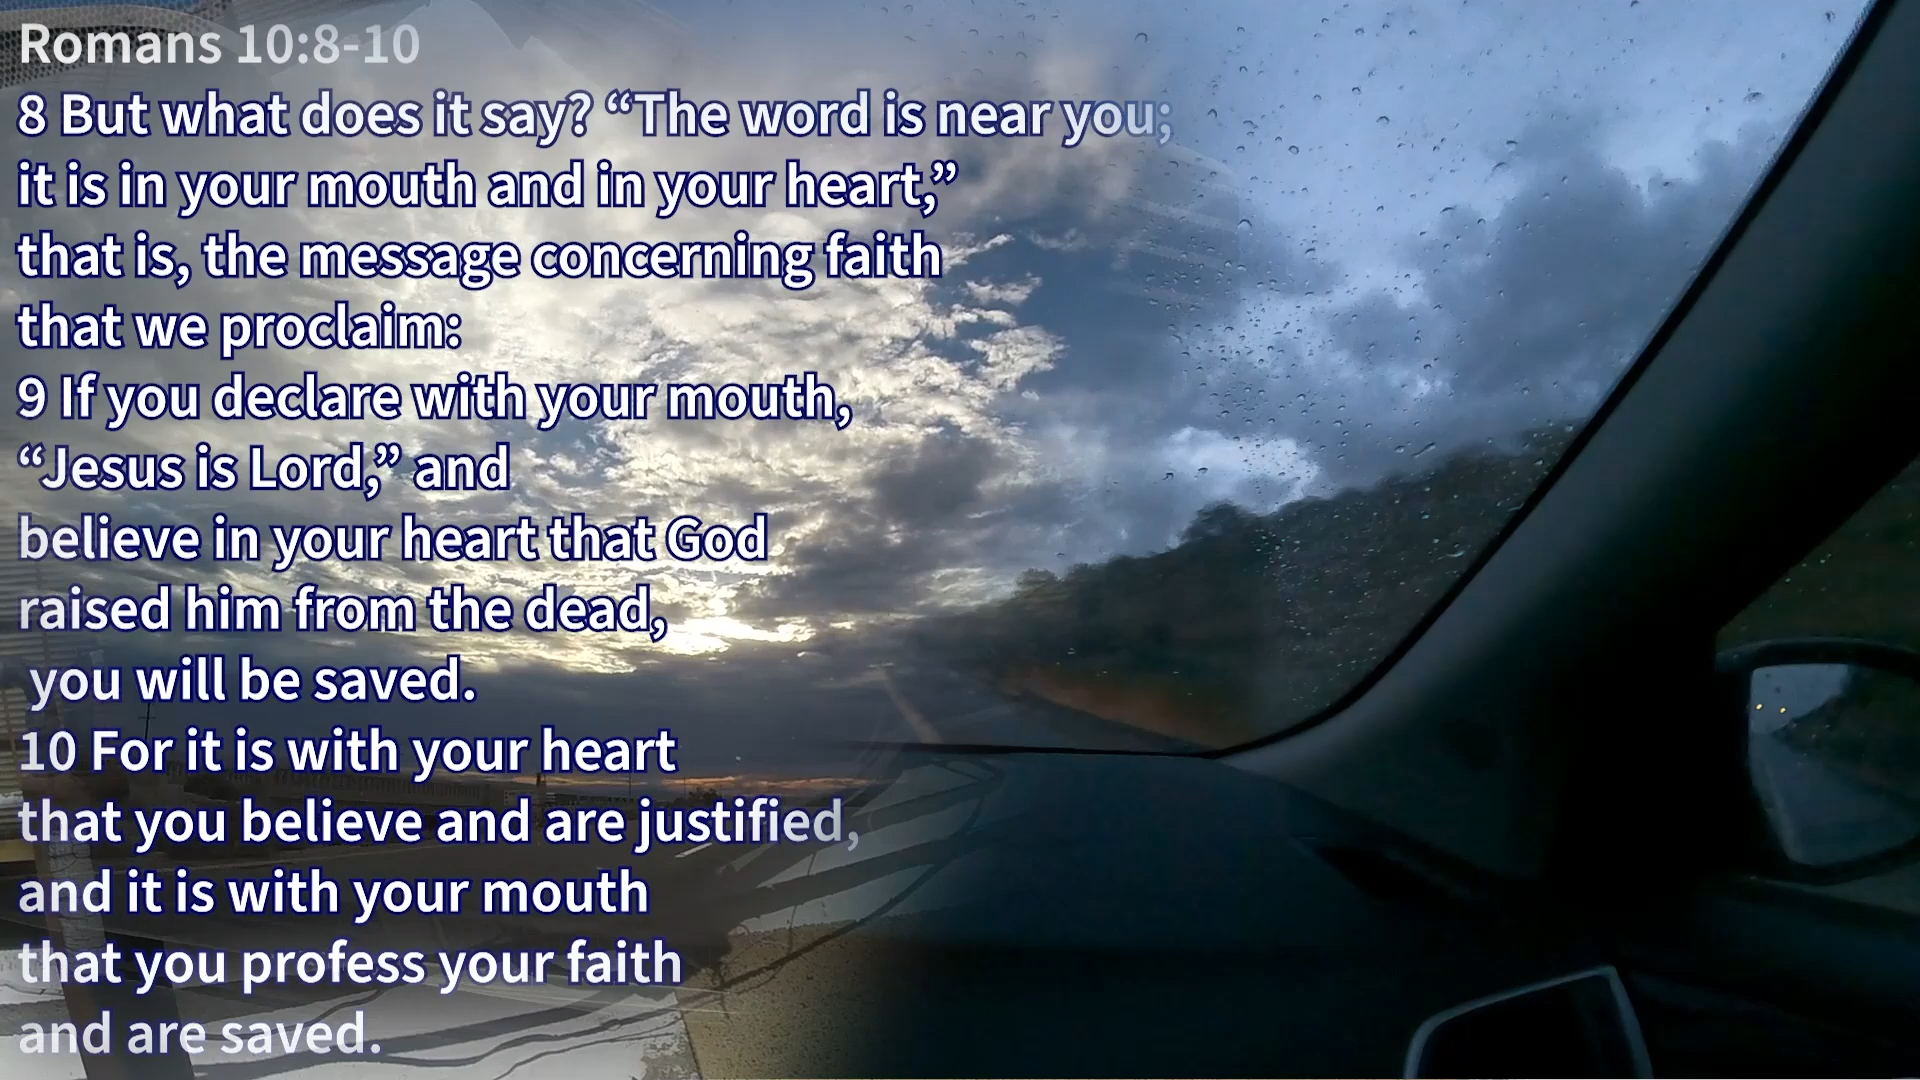 Romans 10:8-10
8 But what does it say? “The word is near you;
it is in your mouth and in your heart,”
that is, the message concerning faith
that we proclaim:
9 If you declare with your mouth,
“Jesus is Lord,” and
believe in your heart that God
raised him from the dead,
you will be saved.
10 For it is with your heart
that you believe and are justified,
and it is with your mouth
that you profess your faith
and are saved.